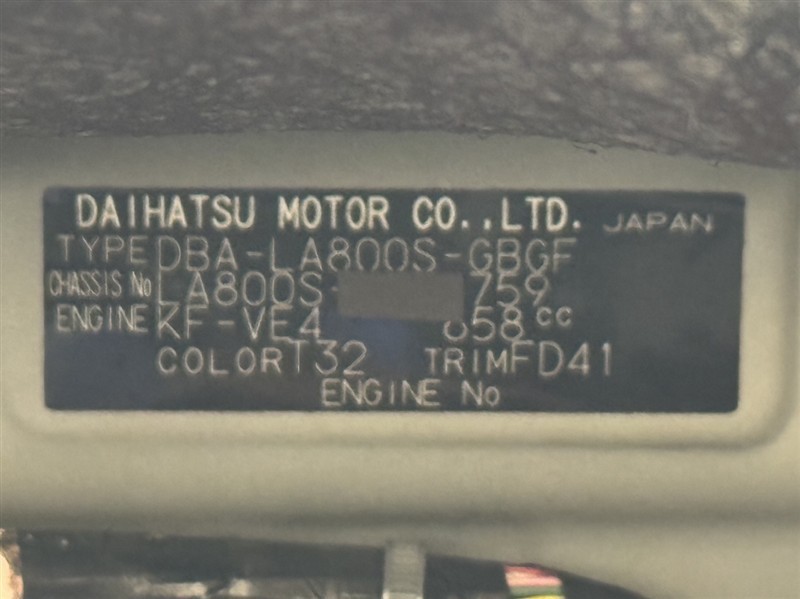 DAIHATSU MOTOR CO.,LTD. JAPAN
TYPE DBA-LA800S-GBGF
CHASSIS No LA800S- 759
ENGINE KF-VE4 658 cc
COLOR T32 TRIM FD41
ENGINE No